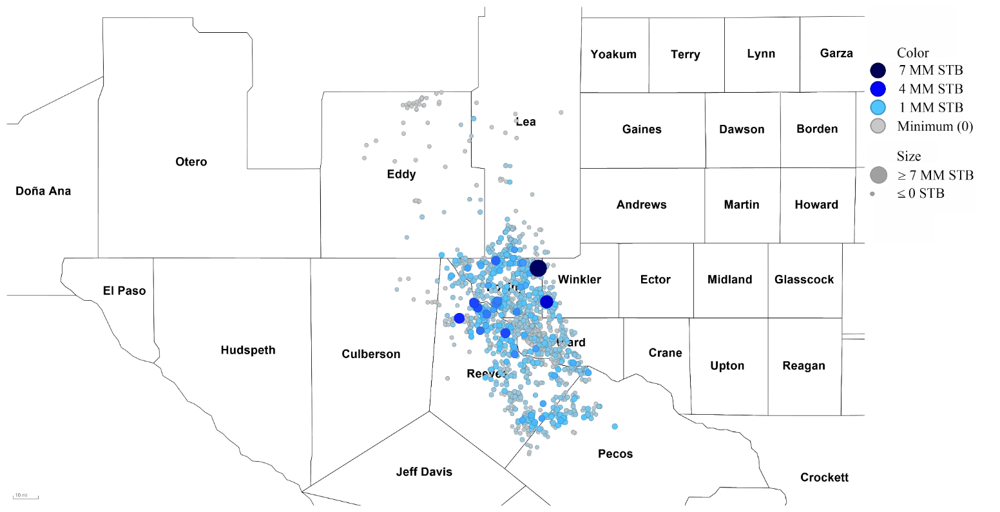 Yoakum
Terry
Lynn
Garza
Color
7 MM STB
4 MM STB
1 MM STB
Minimum (0)
Lea
Gaines
Dawson
Borden
Otero
Eddy
Size
≥ 7 MM STB
≤ 0 STB
Doña Ana
Andrews
Martin
Howard
El Paso
Winkler
Ector
Midland
Glasscock
Hudspeth
Culberson
Ward
Crane
Upton
Reagan
Reeves
Jeff Davis
Pecos
Crockett
10 mi